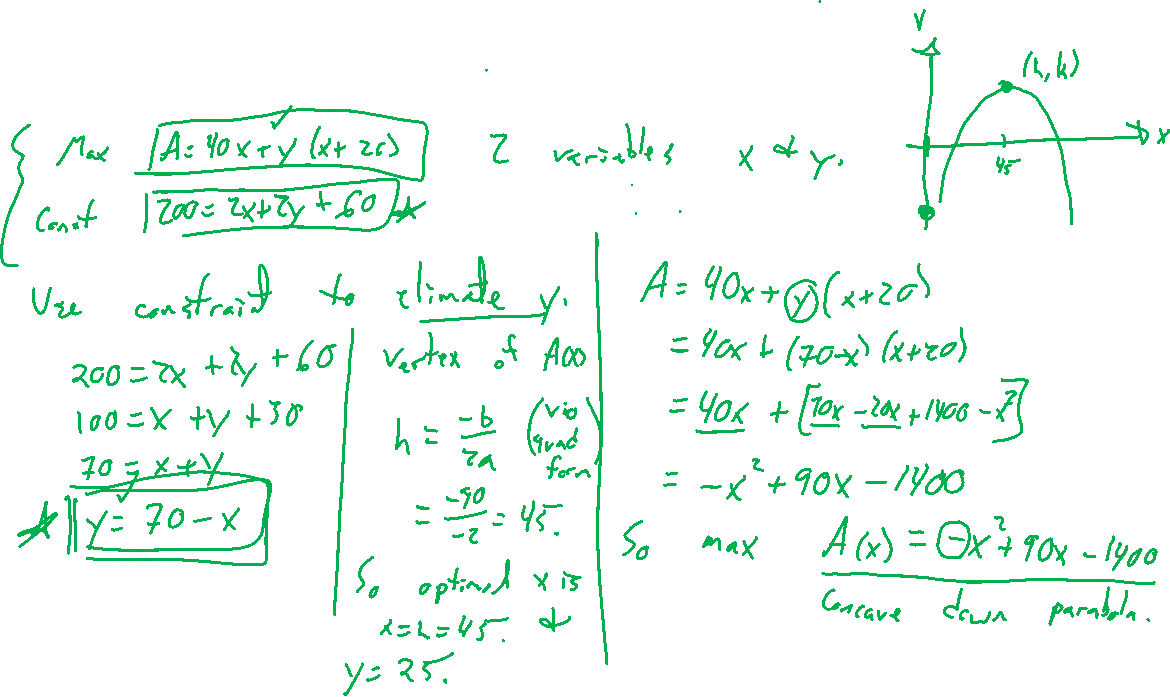 Max A = 40x + y (x + 20) 2 variables x & y.
Const 200 = 2x + 2y + 60
Use constraint to elimate y.
200 = 2x + 2y + 60
100 = x + y + 30
70 = x + y
y = 70 - x
vertex of A(x)
h = -b/2a (via quad form)
= -90/-2 = 45.
So optimal x is
x = h = 45. &
y = 25.
A = 40x + y (x + 20)
= 40x + (70-x) (x+20)
= 40x + [70x - 20x + 1400 - x²]
= -x² + 90x - 1400
So max A(x) = -x² + 90x - 1400
Concave down parabola.
(h, k)
x
45